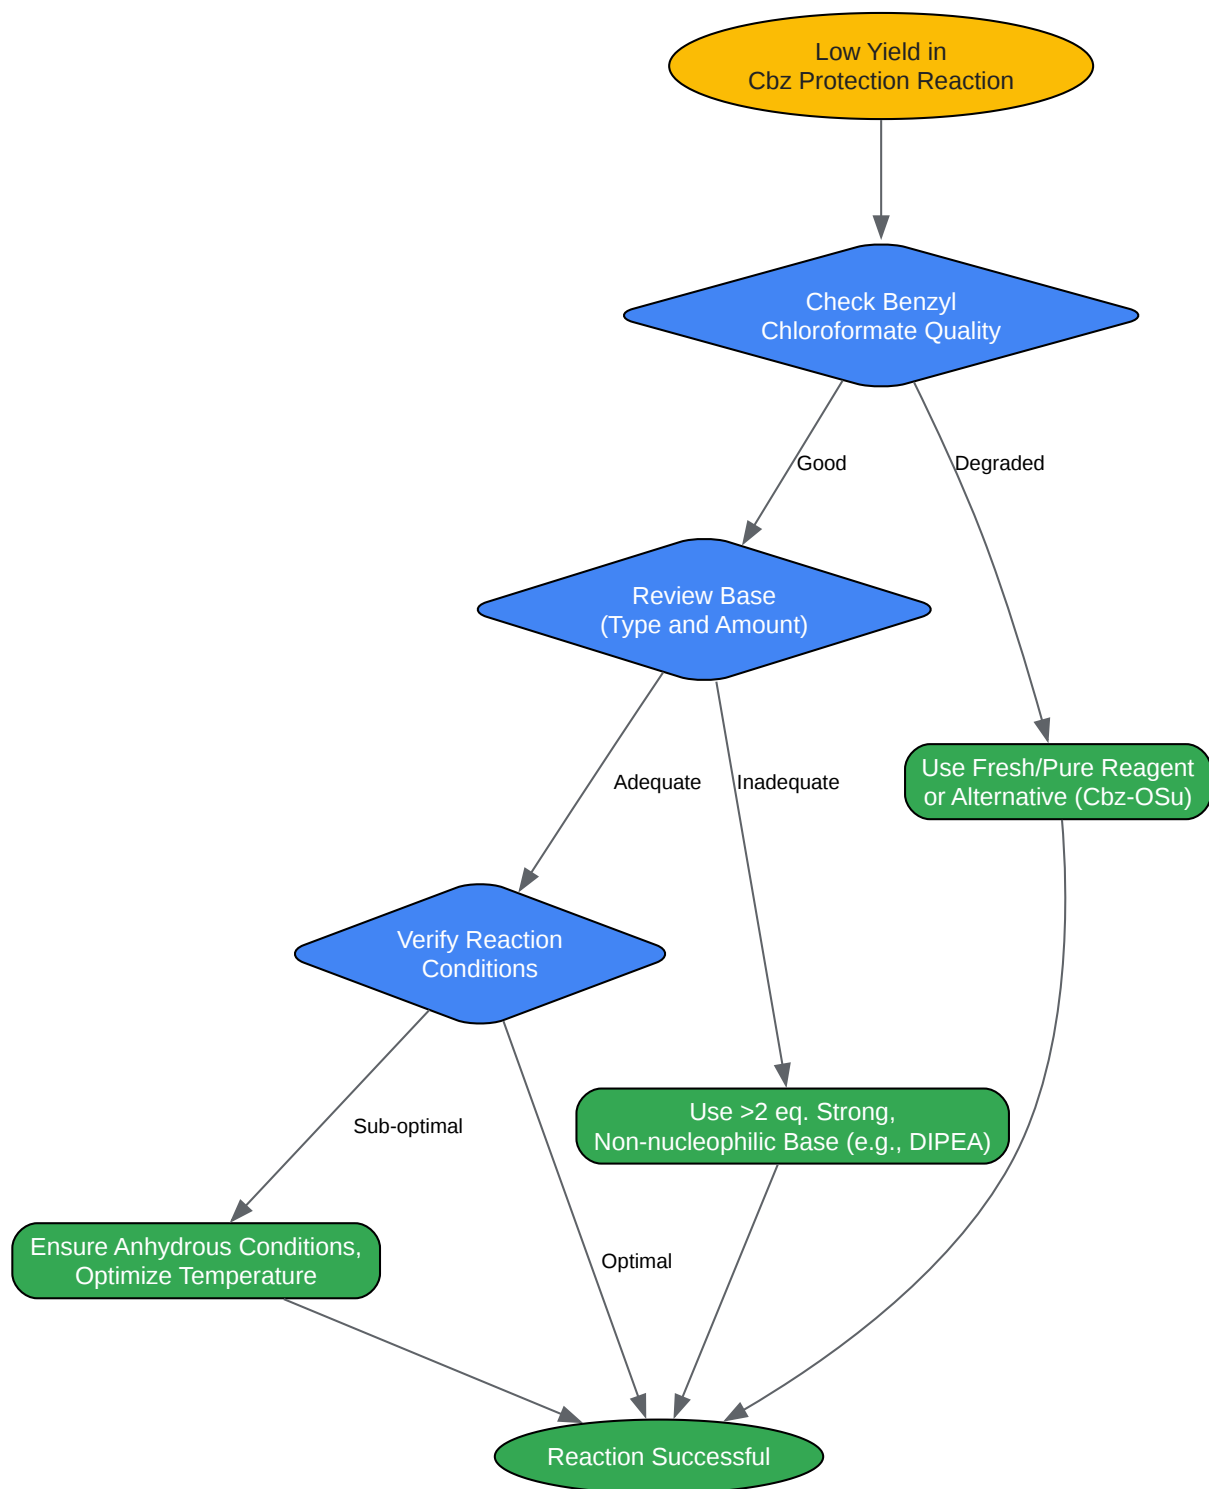 Low Yield in
Cbz Protection Reaction
Check Benzyl
Chloroformate Quality
Good
Degraded
Review Base
(Type and Amount)
Use Fresh/Pure Reagent
or Alternative (Cbz-OSu)
Adequate
Inadequate
Verify Reaction
Conditions
Use >2 eq. Strong,
Non-nucleophilic Base (e.g., DIPEA)
Sub-optimal
Ensure Anhydrous Conditions,
Optimize Temperature
Optimal
Reaction Successful